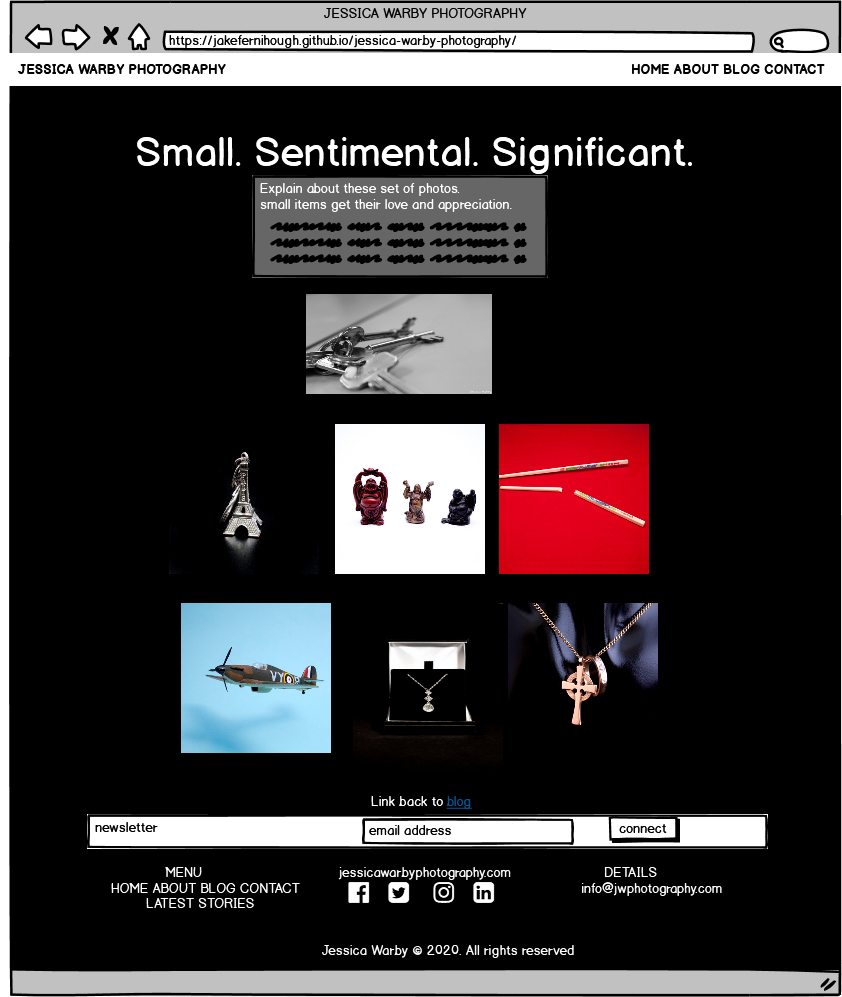 JESSICA WARBY PHOTOGRAPHY
https://jakefernihough.github.io/jessica-warby-photography/
JESSICA WARBY PHOTOGRAPHY
HOME ABOUT BLOG CONTACT
Small. Sentimental. Significant.
Explain about these set of photos.
small items get their love and appreciation.
Link back to blog
newsletter
email address
connect
MENU
HOME ABOUT BLOG CONTACT
LATEST STORIES
jessicawarbyphotography.com
DETAILS
info@jwphotography.com
Jessica Warby © 2020. All rights reserved